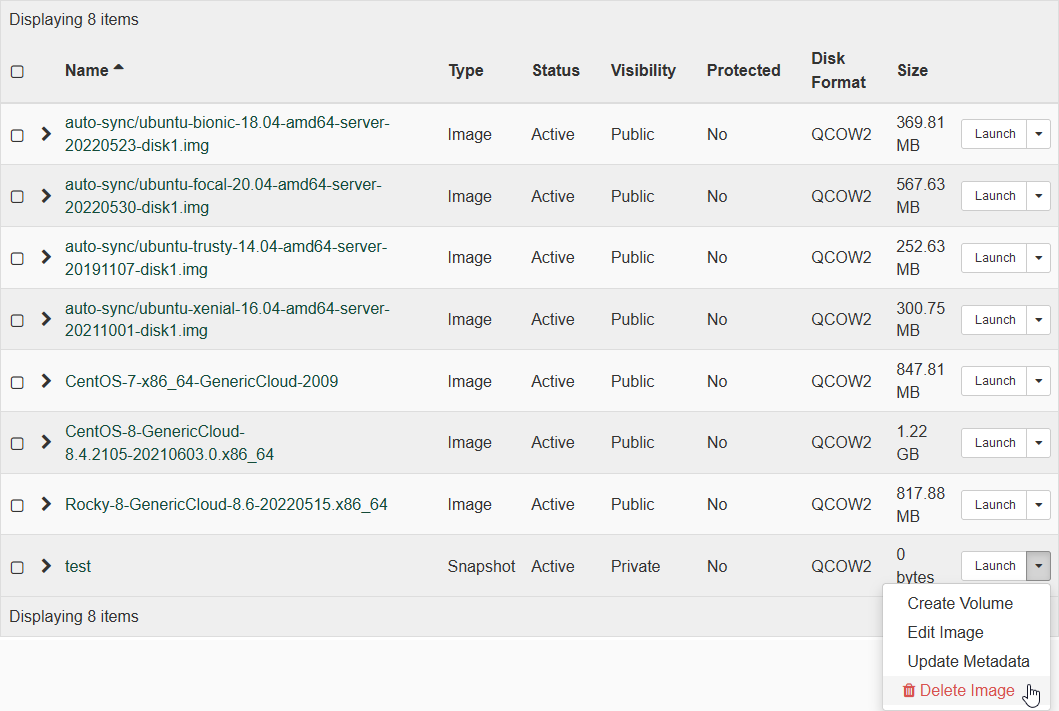 Displaying 8 items
Name Type Status Visibility Protected Disk Format Size
auto-sync/ubuntu-bionic-18.04-amd64-server-
20220523-disk1.img Image Active Public No QCOW2 369.81 MB Launch
auto-sync/ubuntu-focal-20.04-amd64-server-
20220530-disk1.img Image Active Public No QCOW2 567.63 MB Launch
auto-sync/ubuntu-trusty-14.04-amd64-server-
20191107-disk1.img Image Active Public No QCOW2 252.63 MB Launch
auto-sync/ubuntu-xenial-16.04-amd64-server-
20211001-disk1.img Image Active Public No QCOW2 300.75 MB Launch
CentOS-7-x86_64-GenericCloud-2009 Image Active Public No QCOW2 847.81 MB Launch
CentOS-8-GenericCloud-
8.4.2105-20210603.0.x86_64 Image Active Public No QCOW2 1.22 GB Launch
Rocky-8-GenericCloud-8.6-20220515.x86_64 Image Active Public No QCOW2 817.88 MB Launch
test Snapshot Active Private No QCOW2 0 bytes Launch
Displaying 8 items
Create Volume
Edit Image
Update Metadata
Delete Image